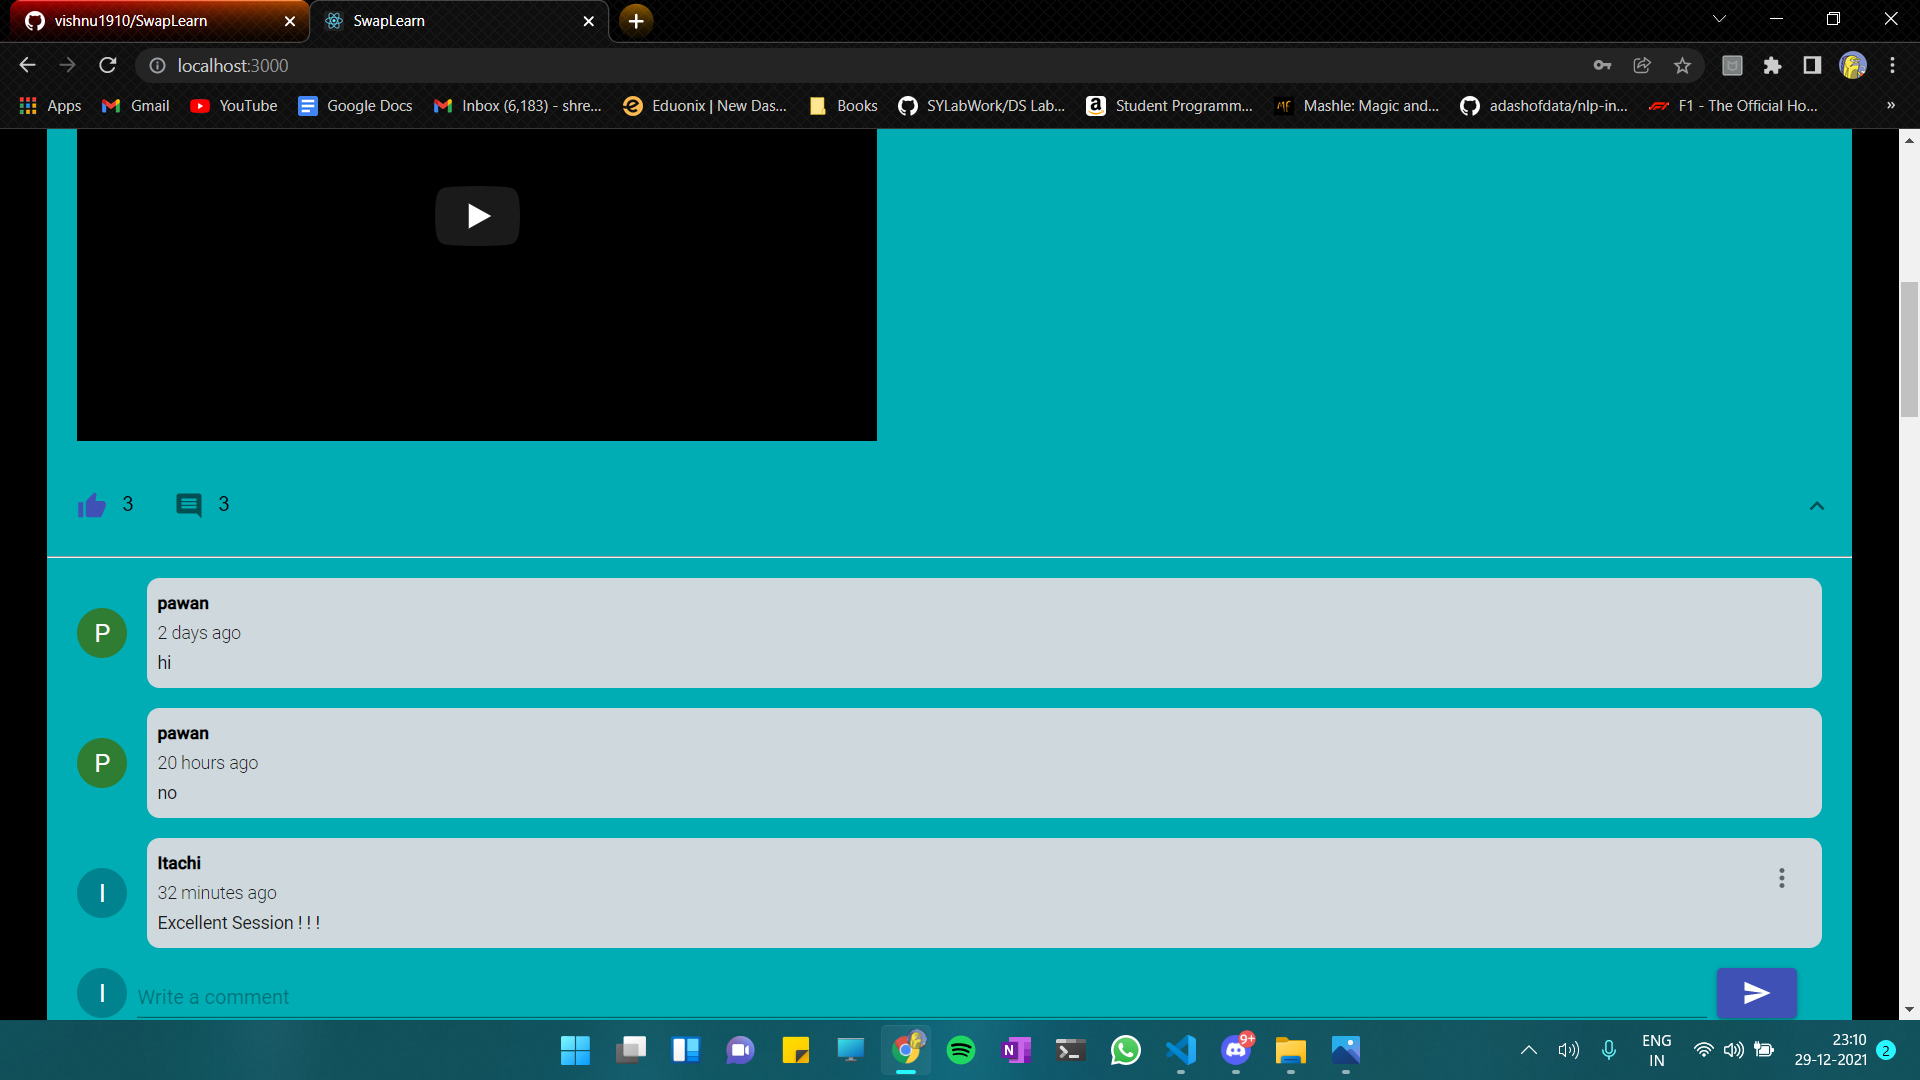 vishnu1910/SwapLearn
SwapLearn
localhost:3000
Apps
Gmail
YouTube
Google Docs
Inbox (6,183) - shre...
Eduonix | New Das...
Books
SYLabWork/DS Lab...
Student Programm...
Mashle: Magic and...
adashofdata/nlp-in...
F1 - The Official Ho...
»
3
3
P
pawan
2 days ago
hi
P
pawan
20 hours ago
no
I
Itachi
32 minutes ago
Excellent Session ! ! !
I
Write a comment
9+
ENG
IN
23:10
29-12-2021
2